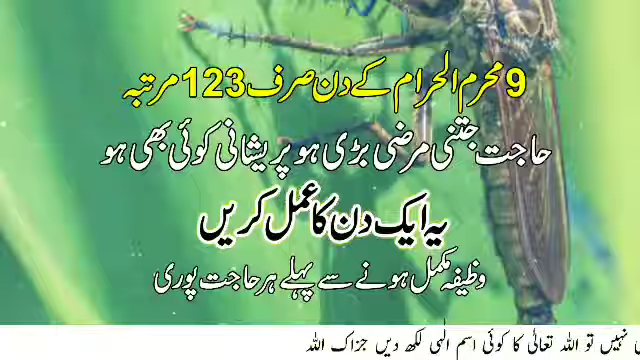 9 محرم الحرام کے دن صرف 123 مرتبہ
حاجت جتنی مرضی بڑی ہو پریشانی کوئی بھی ہو
یہ ایک دن کا عمل کریں
وظیفہ مکمل ہونے سے پہلے ہر حاجت پوری
نہیں تو اللہ تعالیٰ کا کوئی اسم الہی لکھ دیں جزاک اللہ